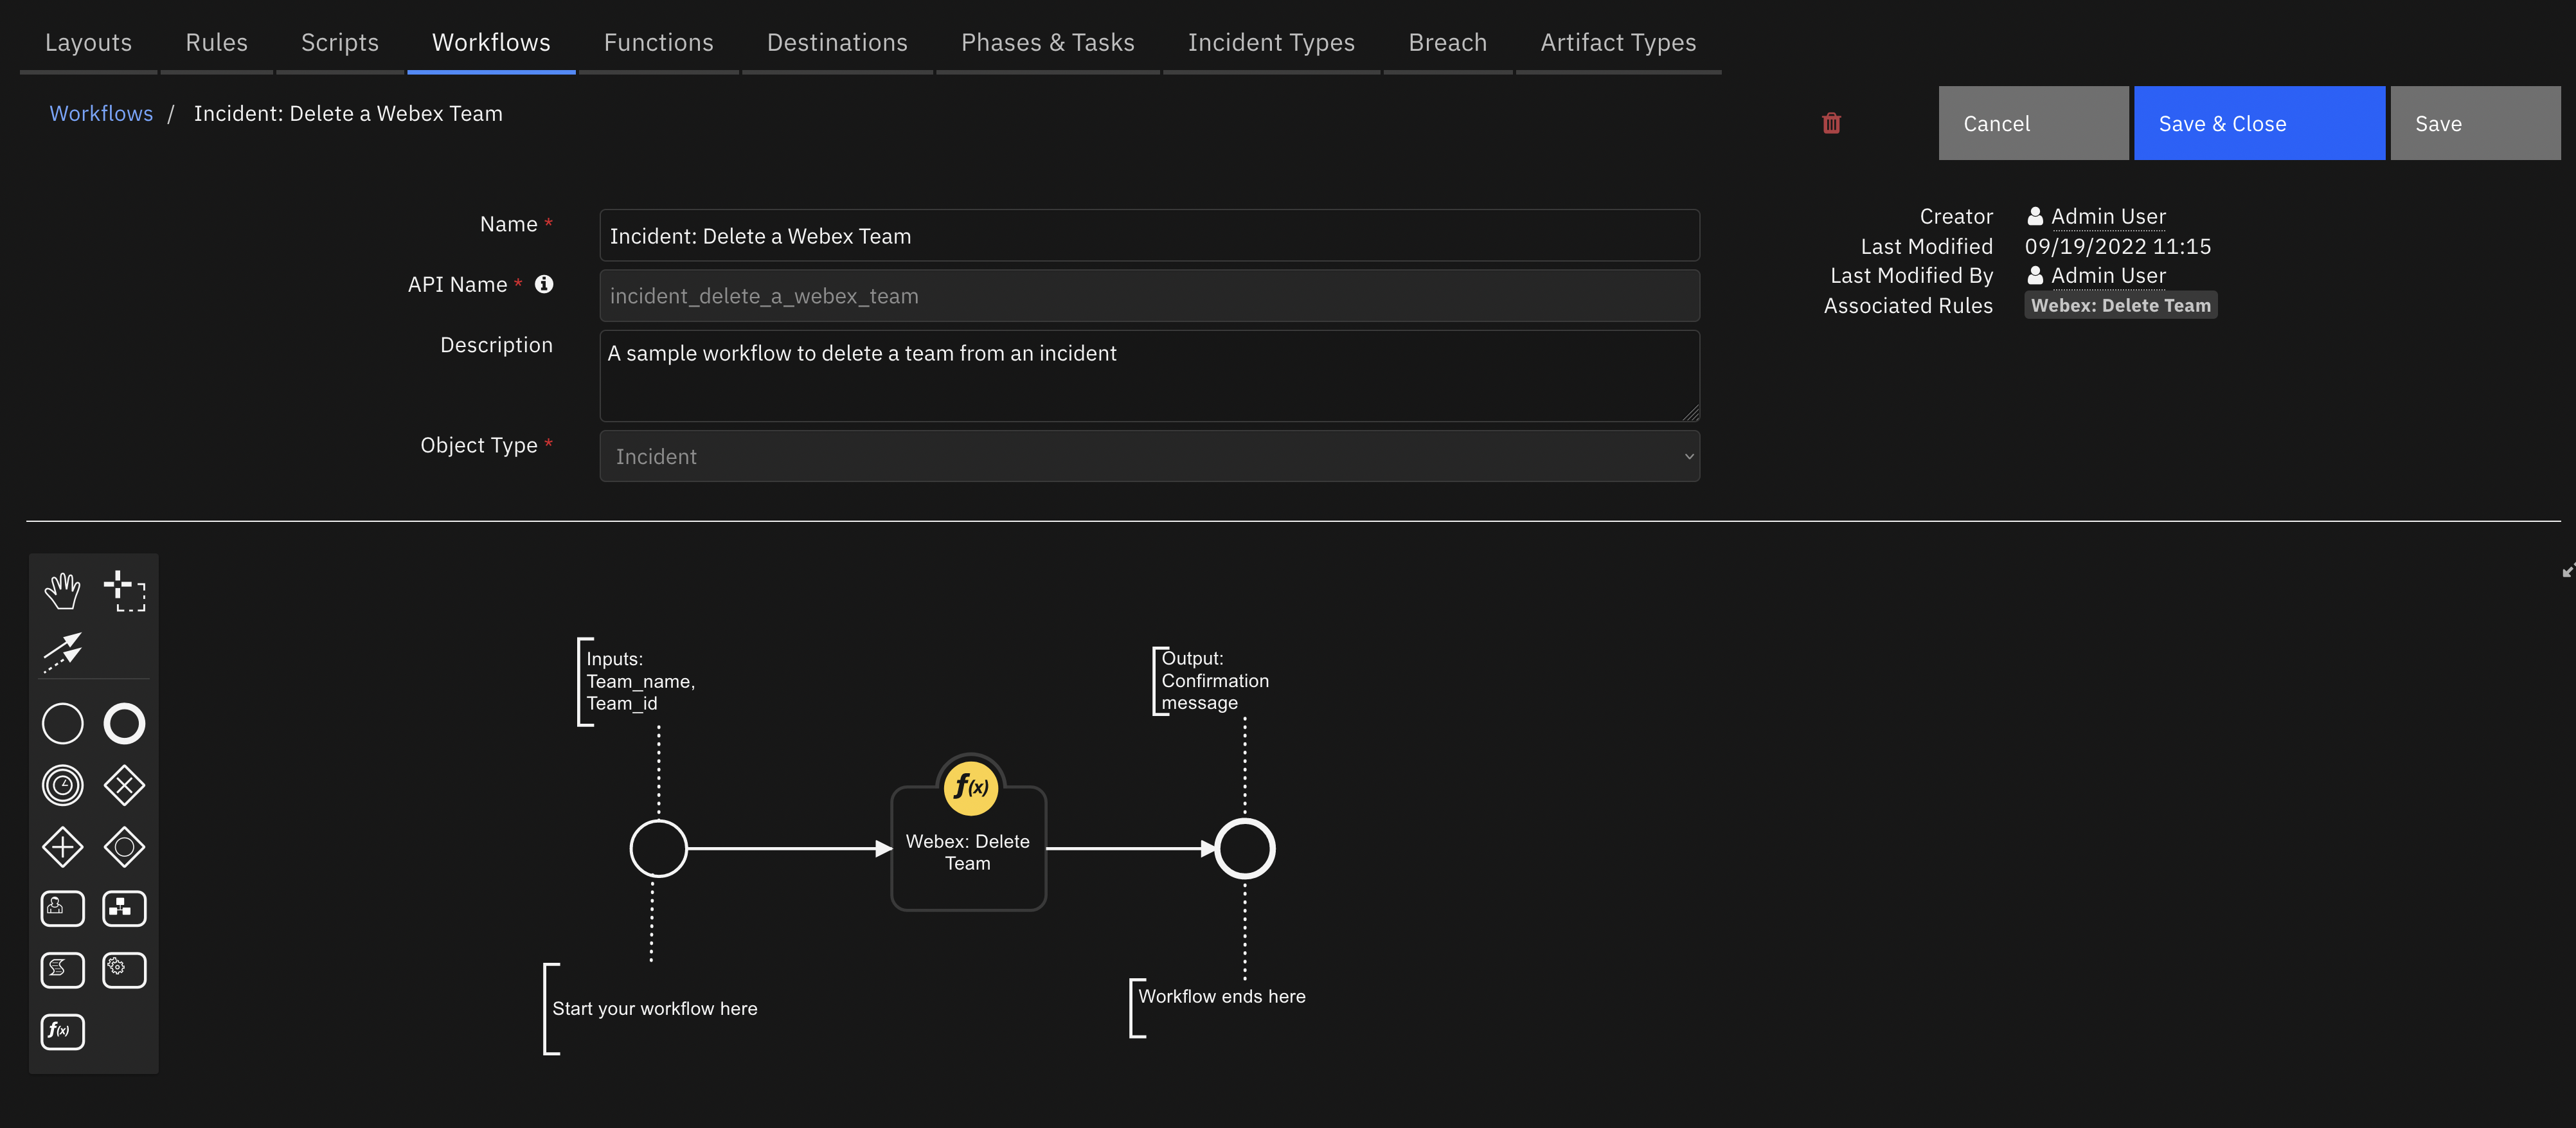 Layouts Rules Scripts Workflows Functions Destinations Phases & Tasks Incident Types Breach Artifact Types
Workflows / Incident: Delete a Webex Team
Cancel Save & Close Save
Name * Incident: Delete a Webex Team
API Name * incident_delete_a_webex_team
Description A sample workflow to delete a team from an incident
Object Type * Incident
Creator Admin User
Last Modified 09/19/2022 11:15
Last Modified By Admin User
Associated Rules Webex: Delete Team
Inputs:
Team_name,
Team_id
Output:
Confirmation
message
f(x)
Webex: Delete
Team
Start your workflow here
Workflow ends here
f(x)